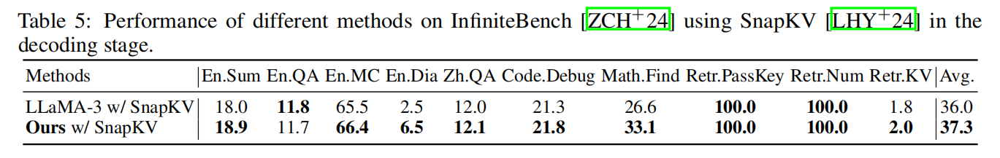 Table 5: Performance of different methods on InfiniteBench [ZCH+24] using SnapKV [LHY+24] in the
decoding stage.
Methods En.Sum En.QA En.MC En.Dia Zh.QA Code.Debug Math.Find Retr.PassKey Retr.Num Retr.KV Avg.
LLaMA-3 w/ SnapKV 18.0 11.8 65.5 2.5 12.0 21.3 26.6 100.0 100.0 1.8 36.0
Ours w/ SnapKV 18.9 11.7 66.4 6.5 12.1 21.8 33.1 100.0 100.0 2.0 37.3